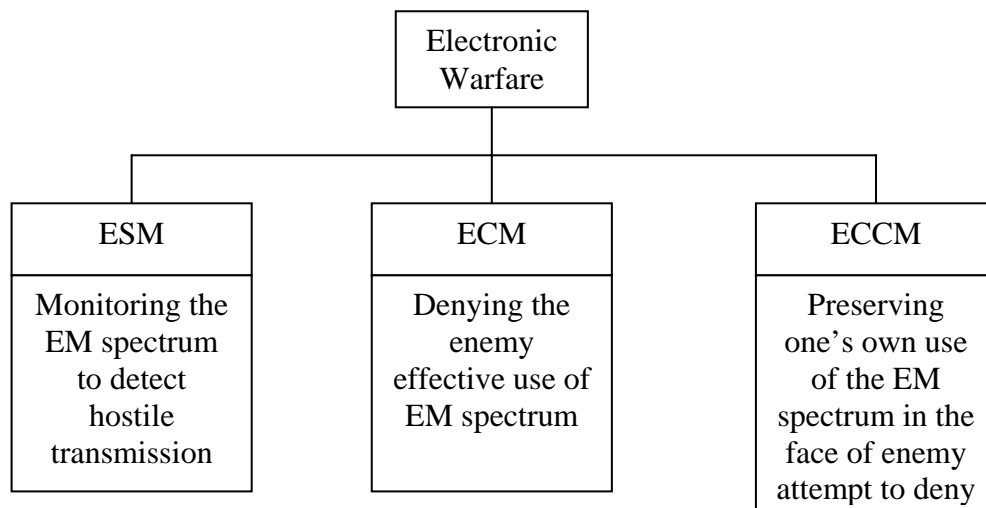 Electronic
Warfare
ESM
Monitoring the
EM spectrum
to detect
hostile
transmission
ECM
Denying the
enemy
effective use of
EM spectrum
ECCM
Preserving
one’s own use
of the EM
spectrum in the
face of enemy
attempt to deny